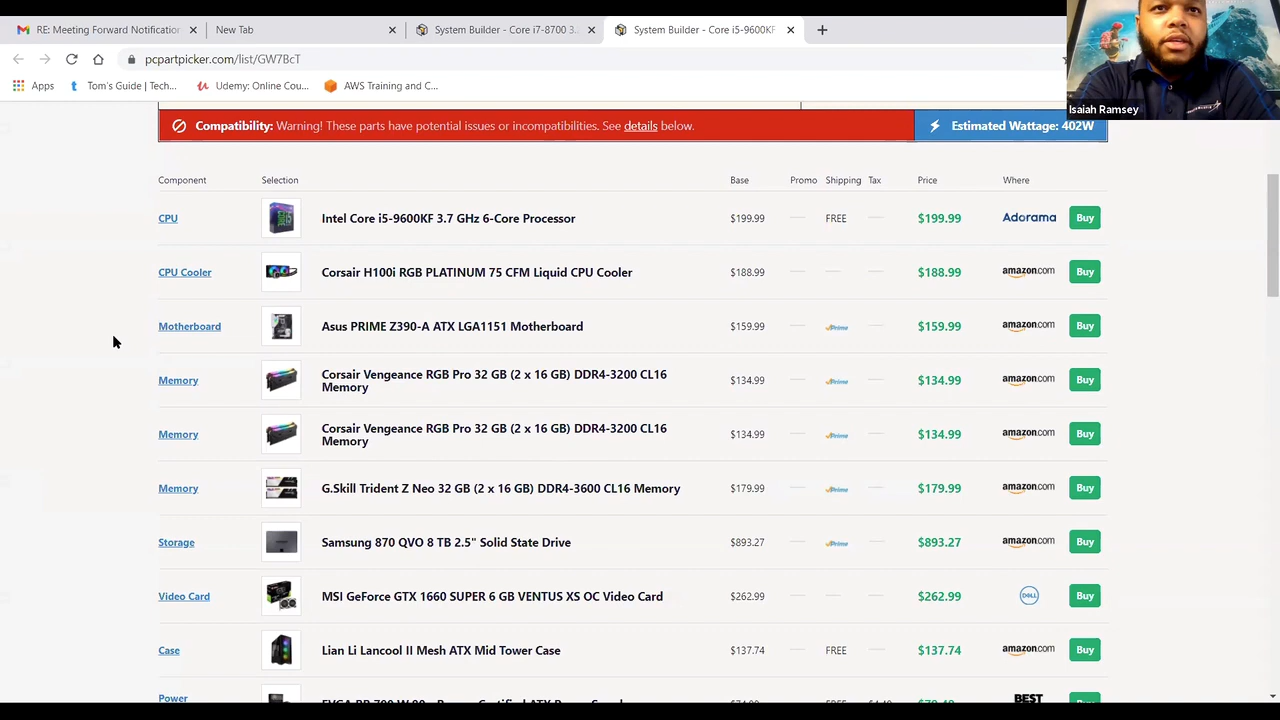 RE: Meeting Forward Notification
New Tab
System Builder - Core i7-8700 3.
System Builder - Core i5-9600KF
pcpartpicker.com/list/GW7BcT
Apps
Tom's Guide | Tech...
Udemy: Online Cou...
AWS Training and C...
Isaiah Ramsey
Compatibility: Warning! These parts have potential issues or incompatibilities. See details below.
Estimated Wattage: 402W
Component Selection Base Promo Shipping Tax Price Where
CPU Intel Core i5-9600KF 3.7 GHz 6-Core Processor $199.99 FREE $199.99 Adorama Buy
CPU Cooler Corsair H100i RGB PLATINUM 75 CFM Liquid CPU Cooler $188.99 $188.99 amazon.com Buy
Motherboard Asus PRIME Z390-A ATX LGA1151 Motherboard $159.99 Prime $159.99 amazon.com Buy
Memory Corsair Vengeance RGB Pro 32 GB (2 x 16 GB) DDR4-3200 CL16
Memory $134.99 Prime $134.99 amazon.com Buy
Memory Corsair Vengeance RGB Pro 32 GB (2 x 16 GB) DDR4-3200 CL16
Memory $134.99 Prime $134.99 amazon.com Buy
Memory G.Skill Trident Z Neo 32 GB (2 x 16 GB) DDR4-3600 CL16 Memory $179.99 Prime $179.99 amazon.com Buy
Storage Samsung 870 QVO 8 TB 2.5" Solid State Drive $893.27 Prime $893.27 amazon.com Buy
Video Card MSI GeForce GTX 1660 SUPER 6 GB VENTUS XS OC Video Card $262.99 $262.99 DELL Buy
Case Lian Li Lancool II Mesh ATX Mid Tower Case $137.74 FREE $137.74 amazon.com Buy
Power
BEST